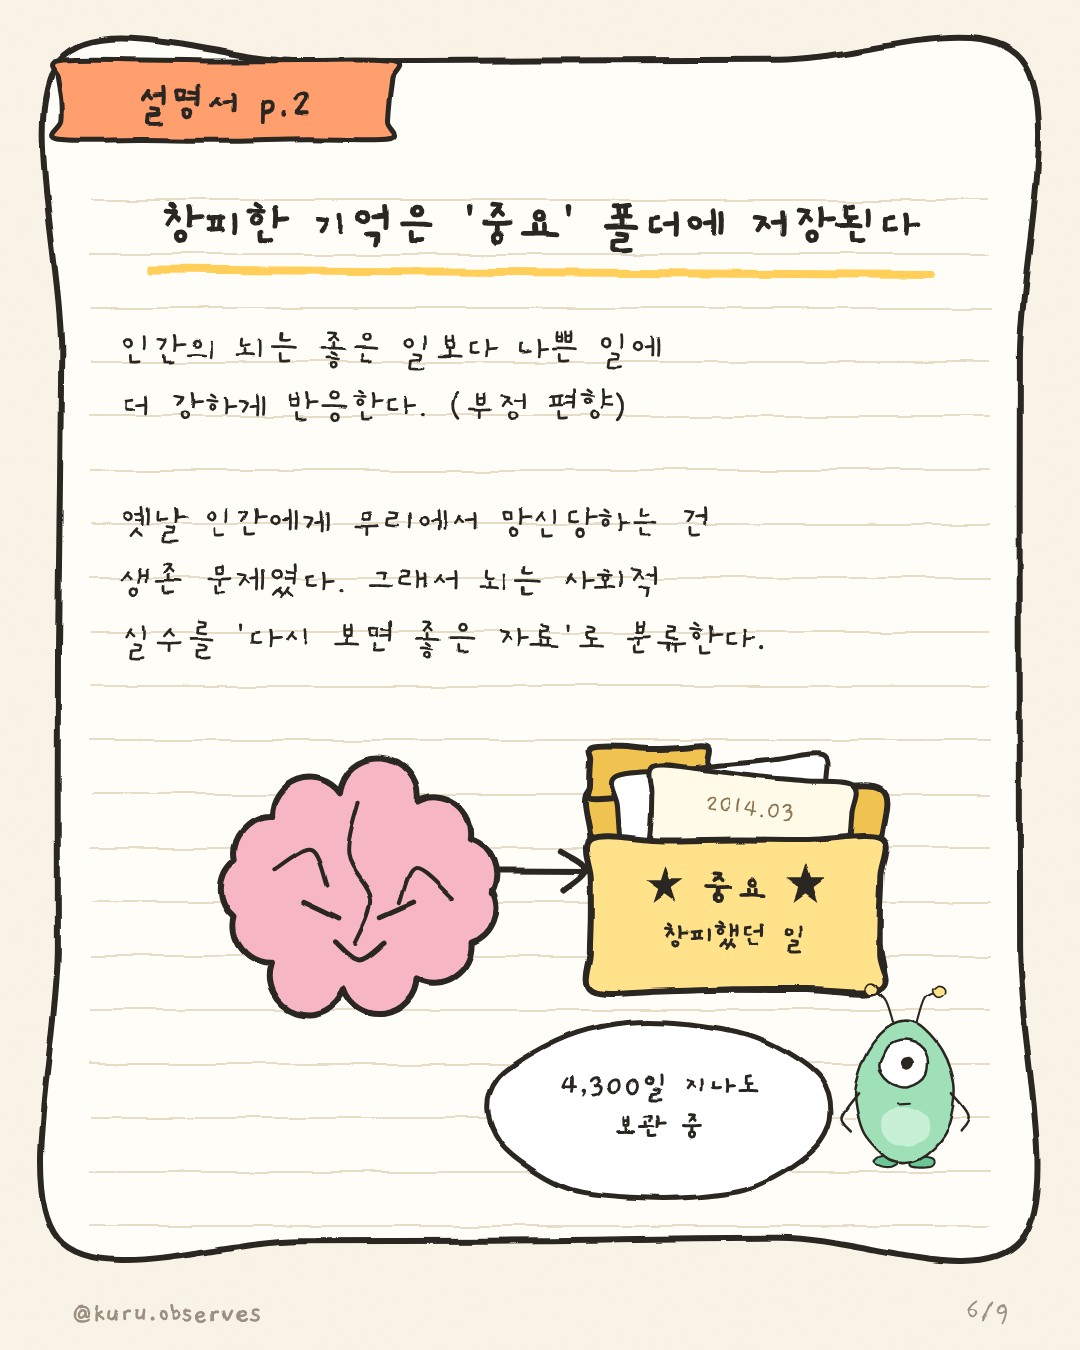 설명서 p.2
창피한 기억은 '중요' 폴더에 저장된다
인간의 뇌는 좋은 일보다 나쁜 일에
더 강하게 반응한다. (부정 편향)
옛날 인간에게 무리에서 망신당하는 건
생존 문제였다. 그래서 뇌는 사회적
실수를 '다시 보면 좋은 자료'로 분류한다.
2014.03
★ 중요 ★
창피했던 일
4,300일 지나도
보관 중
@kuru.observes
6/9